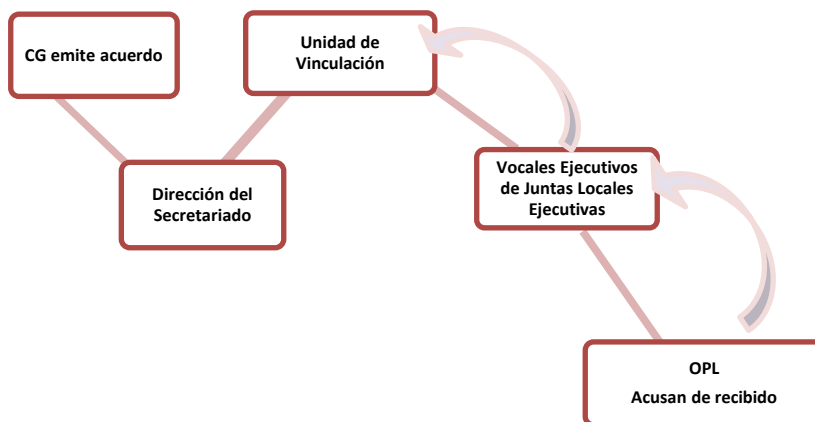 CG emite acuerdo
Unidad de
Vinculación
Dirección del
Secretariado
Vocales Ejecutivos
de Juntas Locales
Ejecutivas
OPL
Acusan de recibido